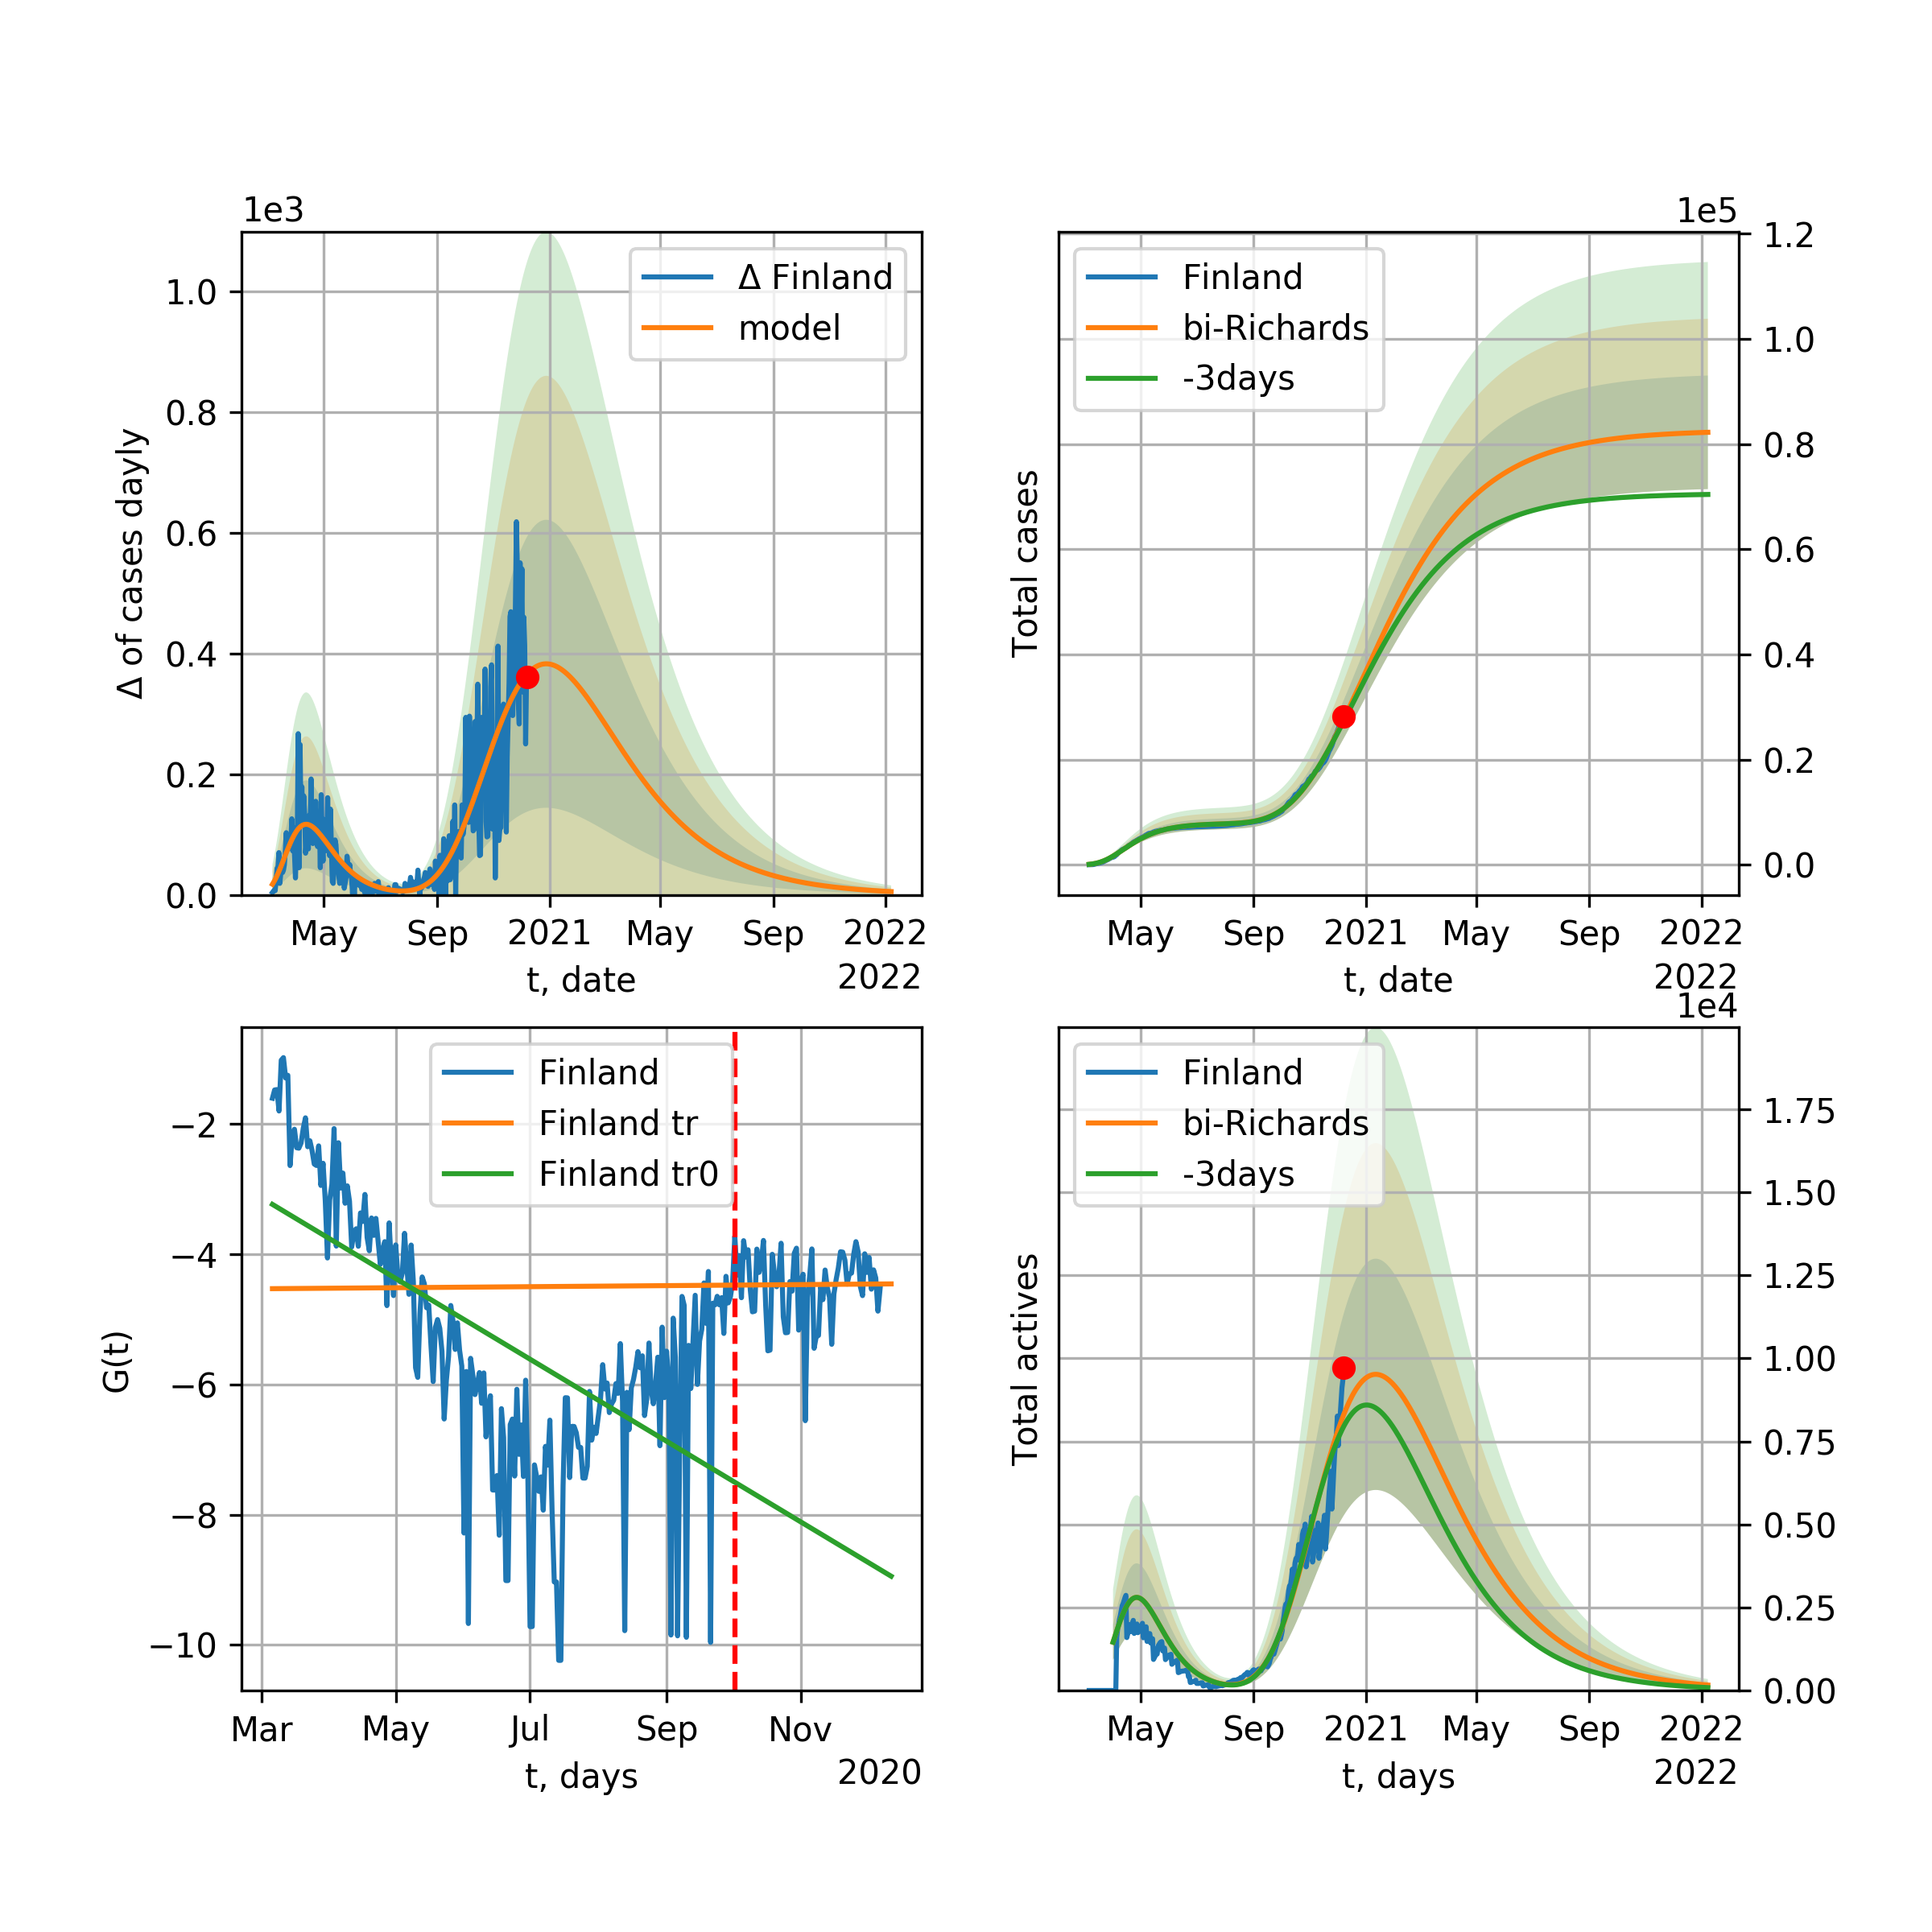 1e3
Δ of cases dayly
1.0
0.8
0.6
0.4
0.2
0.0
Δ Finland
model
May Sep 2021 May Sep 2022
t, date
2022
1e5
Total cases
Finland
bi-Richards
-3days
1.2
1.0
0.8
0.6
0.4
0.2
0.0
May Sep 2021 May Sep 2022
t, date
2022
G(t)
−2
−4
−6
−8
−10
Finland
Finland tr
Finland tr0
Mar May Jul Sep Nov
t, days
2020
1e4
Total actives
Finland
bi-Richards
-3days
1.75
1.50
1.25
1.00
0.75
0.50
0.25
0.00
May Sep 2021 May Sep 2022
t, days
2022